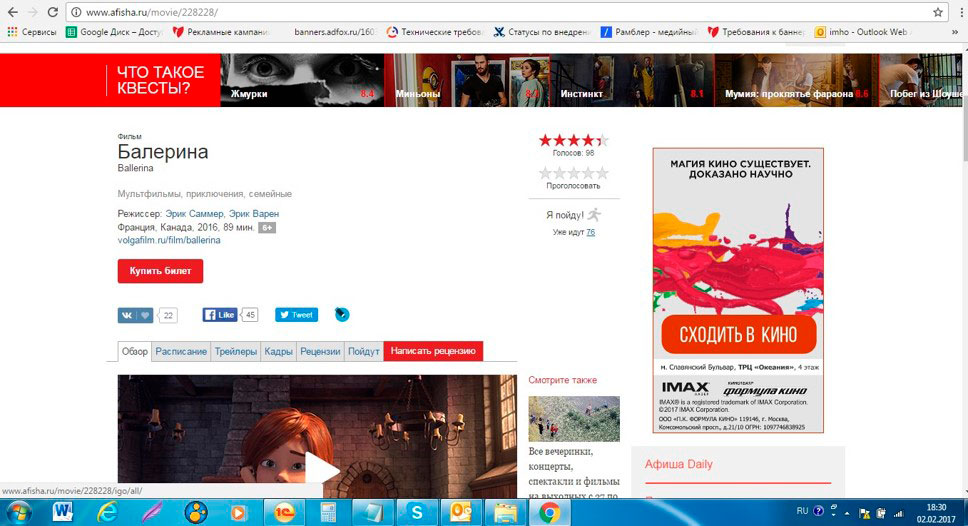 www.afisha.ru/movie/228228/
Сервисы
Google Диск – Досту
Рекламные кампани
banners.adfox.ru/160
Технические требов
Статусы по внедрен
Рамблер - медийный
Требования к баннер
imho - Outlook Web A
ЧТО ТАКОЕ
КВЕСТЫ?
Жмурки
8.4
Миньоны
Инстинкт
8.1
Мумия: проклятье фараона
8.6
Побег из Шоуше
Фильм
Балерина
Ballerina
Мультфильмы, приключения, семейные
Режиссер: Эрик Саммер, Эрик Варен
Франция, Канада, 2016, 89 мин. 6+
volgafilm.ru/film/ballerina
Купить билет
22
Like
45
Tweet
Голосов: 98
Проголосовать
Я пойду!
Уже идут 76
Обзор
Расписание
Трейлеры
Кадры
Рецензии
Пойдут
Написать рецензию
Смотрите также
Все вечеринки,
концерты,
спектакли и фильмы
на выходных с 27 по
МАГИЯ КИНО СУЩЕСТВУЕТ.
ДОКАЗАНО НАУЧНО
СХОДИТЬ В КИНО
м. Славянский Бульвар, ТРЦ «Океания», 4 этаж
IMAX
КИНОТЕАТР
формула кино
IMAX® is a registered trademark of IMAX Corporation.
©2017 IMAX Corporation.
ООО «П.К. ФОРМУЛА КИНО» 119146, г. Москва,
Комсомольский просп., д.21/10 ОГРН: 1097746838925
Афиша Daily
www.afisha.ru/movie/228228/igo/all/
RU
18:30
02.02.2017